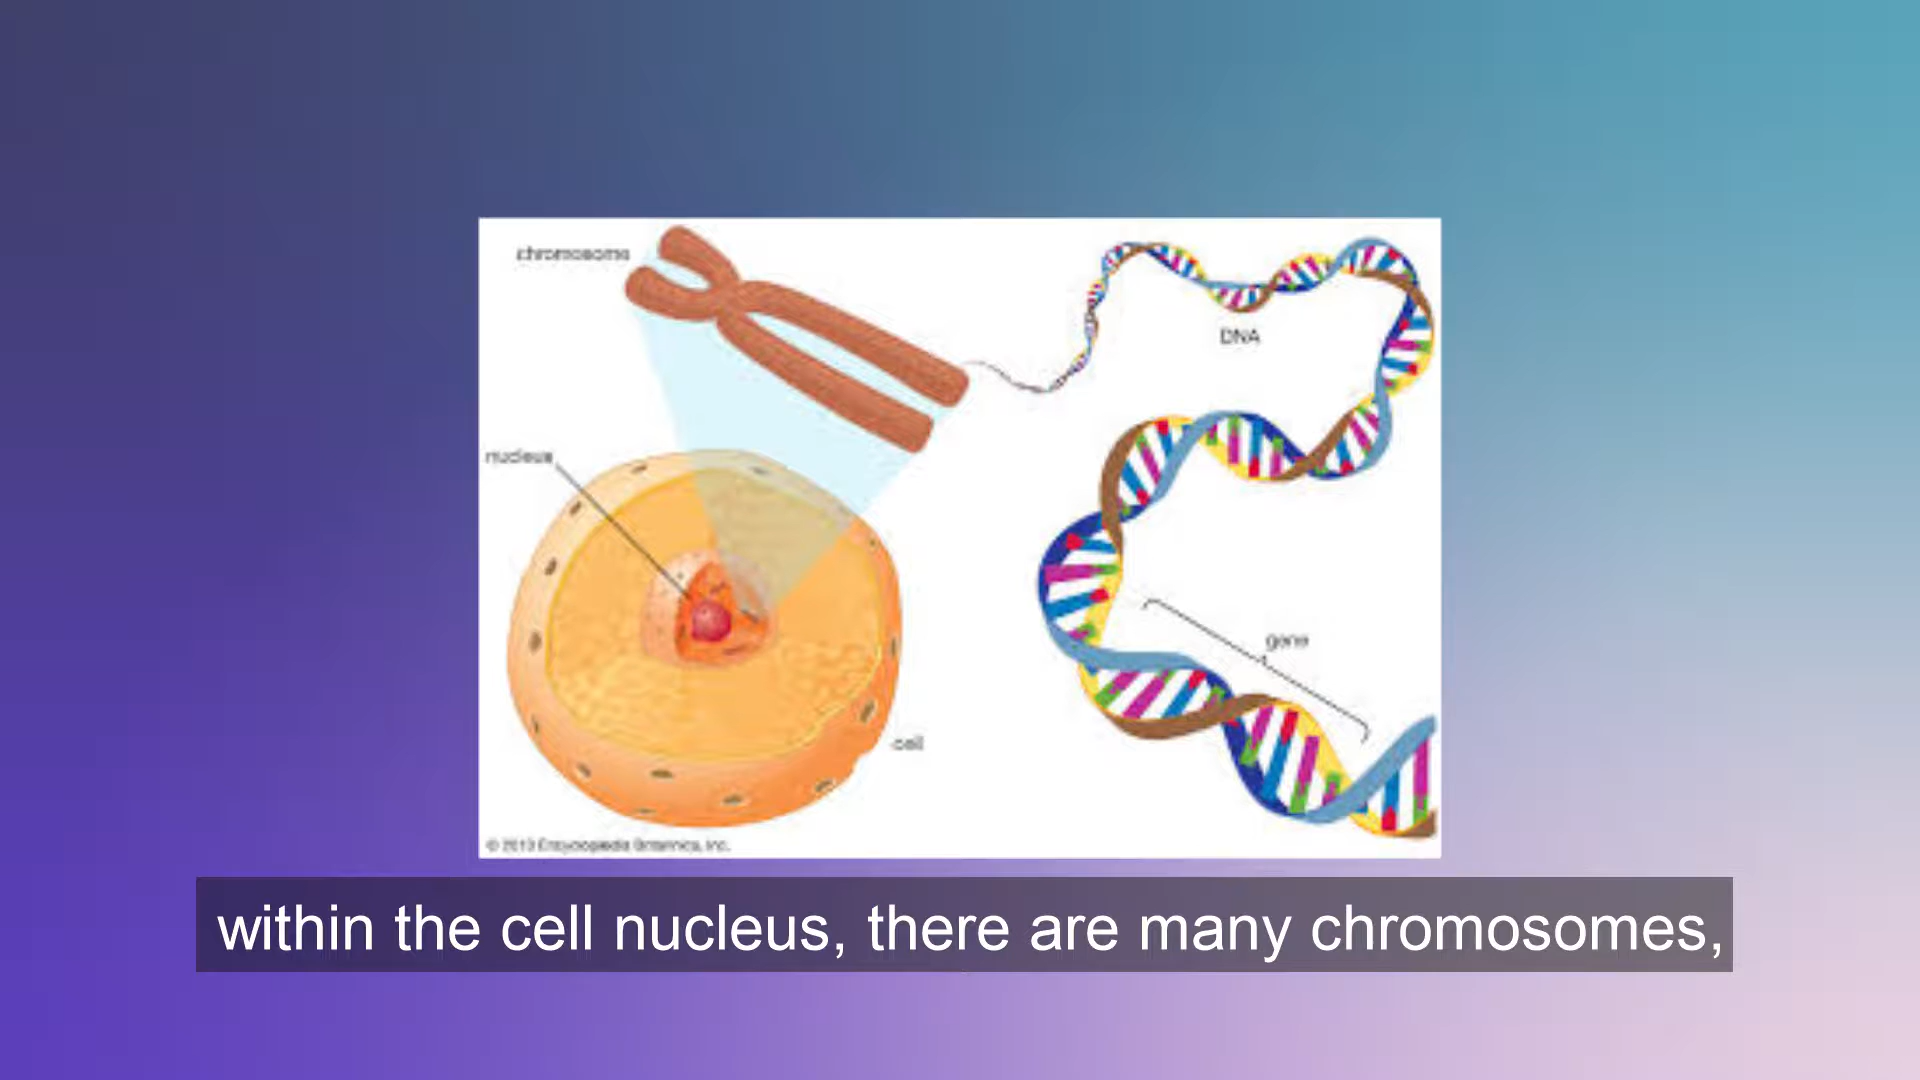 chromosome
DNA
nucleus
gene
cell
© 2013 Encyclopædia Britannica, Inc.
within the cell nucleus, there are many chromosomes,